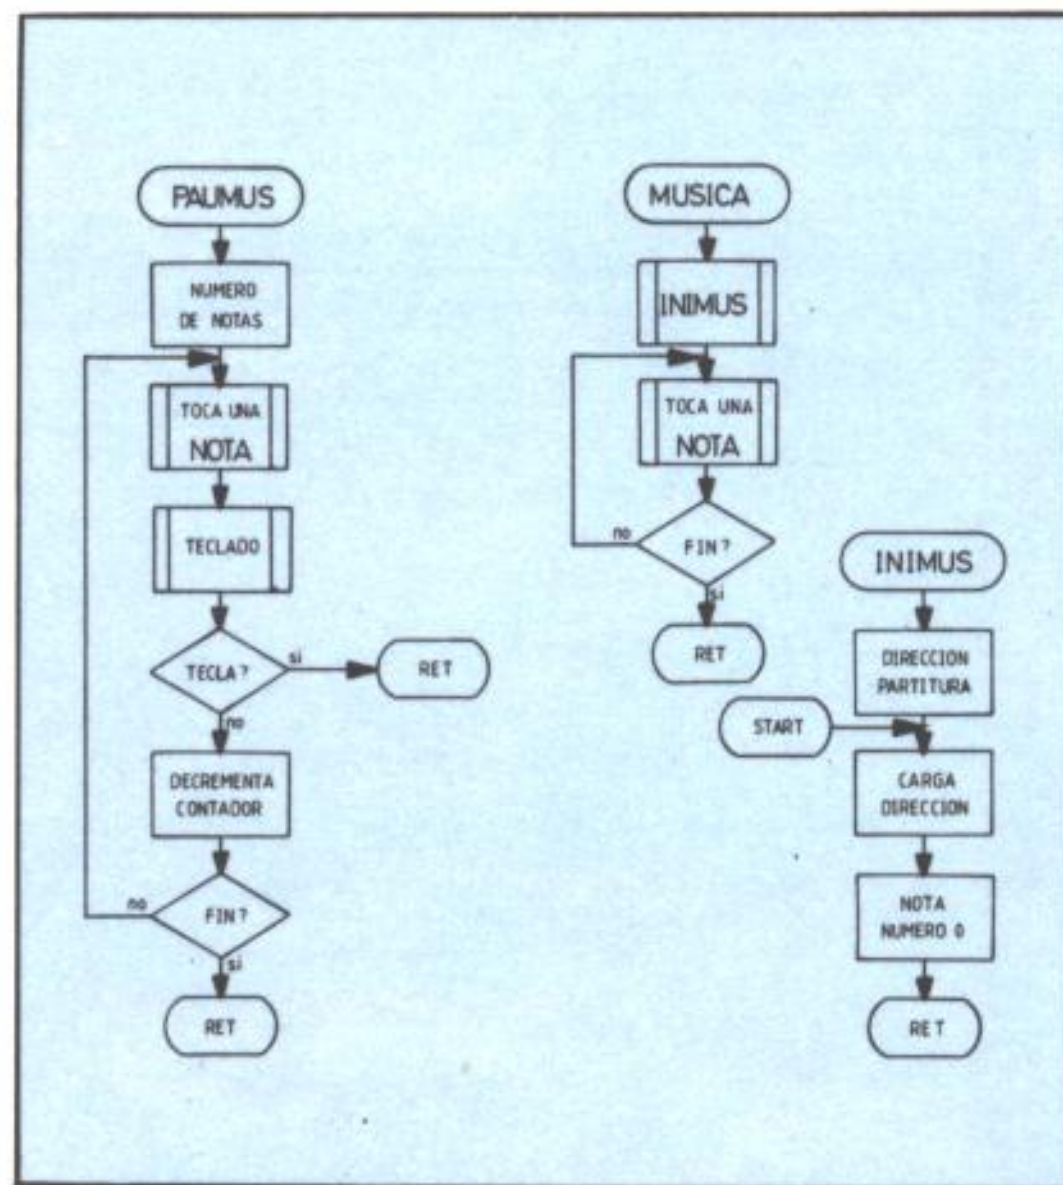 PAUMUS
NUMERO
DE NOTAS
TOCA UNA
NOTA
TECLADO
TECLA?
si
RET
no
DECREMENTA
CONTADOR
FIN?
no
si
RET
MUSICA
INIMUS
TOCA UNA
NOTA
FIN?
no
si
RET
INIMUS
DIRECCION
PARTITURA
START
CARGA
DIRECCION
NOTA
NUMERO 0
RET